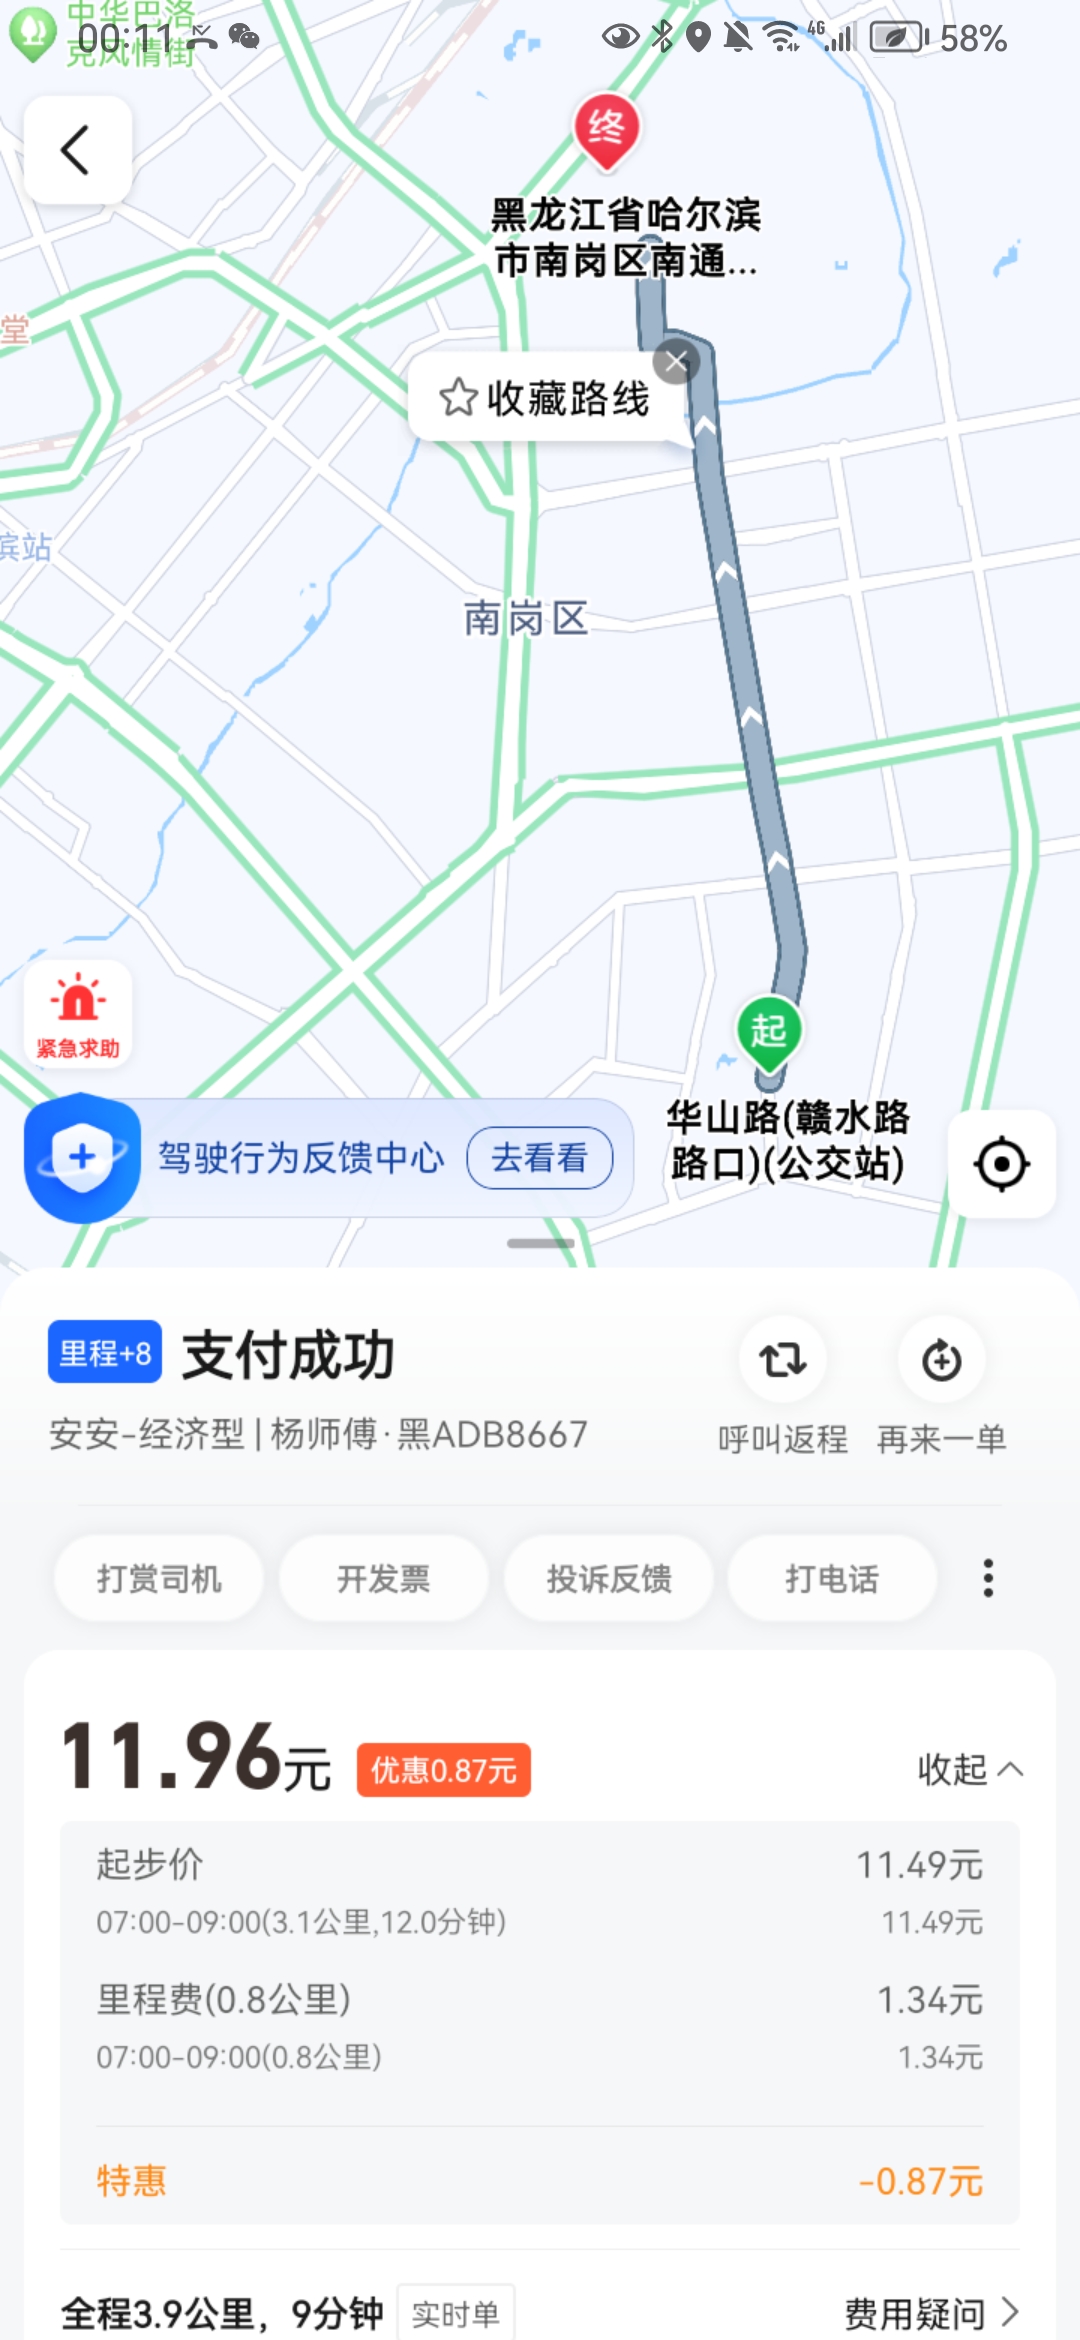 中华巴洛
克风情街
00:11
4G
58%
终
黑龙江省哈尔滨
市南岗区南通...
堂
收藏路线
滨站
南岗区
起
紧急求助
华山路(赣水路
路口)(公交站)
驾驶行为反馈中心
去看看
里程+8
支付成功
安安-经济型|杨师傅·黑ADB8667
呼叫返程
再来一单
打赏司机
开发票
投诉反馈
打电话
11.96元
优惠0.87元
收起
起步价
11.49元
07:00-09:00(3.1公里,12.0分钟)
11.49元
里程费(0.8公里)
1.34元
07:00-09:00(0.8公里)
1.34元
特惠
-0.87元
全程3.9公里，9分钟
实时单
费用疑问